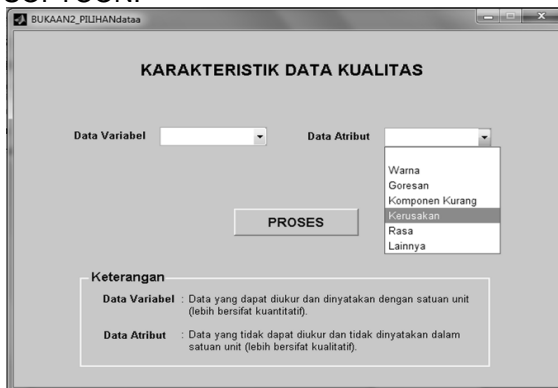 BUKAAN2_PILIHANdataa
KARAKTERISTIK DATA KUALITAS
Data Variabel
Data Atribut
Warna
Goresan
Komponen Kurang
Kerusakan
Rasa
Lainnya
PROSES
Keterangan
Data Variabel : Data yang dapat diukur dan dinyatakan dengan satuan unit
(lebih bersifat kuantitatif).
Data Atribut : Data yang tidak dapat diukur dan tidak dinyatakan dalam
satuan unit (lebih bersifat kualitatif).